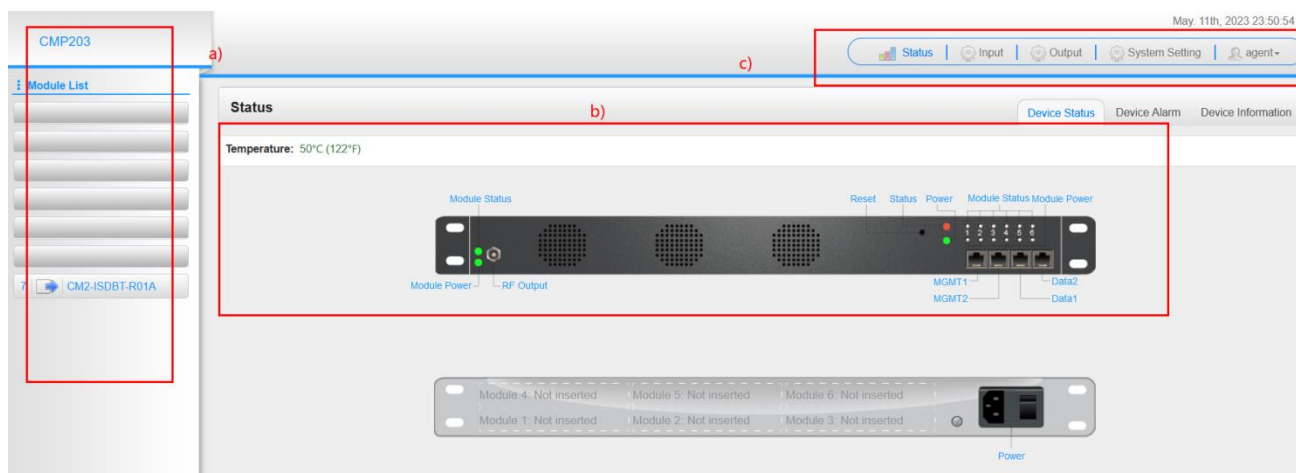 May. 11th, 2023 23:50:54
CMP203
a)
c)
Status | Input | Output | System Setting | agent
Module List
Status
b)
Device Status Device Alarm Device Information
Temperature: 50°C (122°F)
Module Status
Reset Status Power Module Status Module Power
1 2 3 4 5 6
7 CM2-ISDBT-R01A
Module Power RF Output
MGMT1 Data2
MGMT2 Data1
Module 4: Not inserted Module 5: Not inserted Module 6: Not inserted
Module 1: Not inserted Module 2: Not inserted Module 3: Not inserted
Power